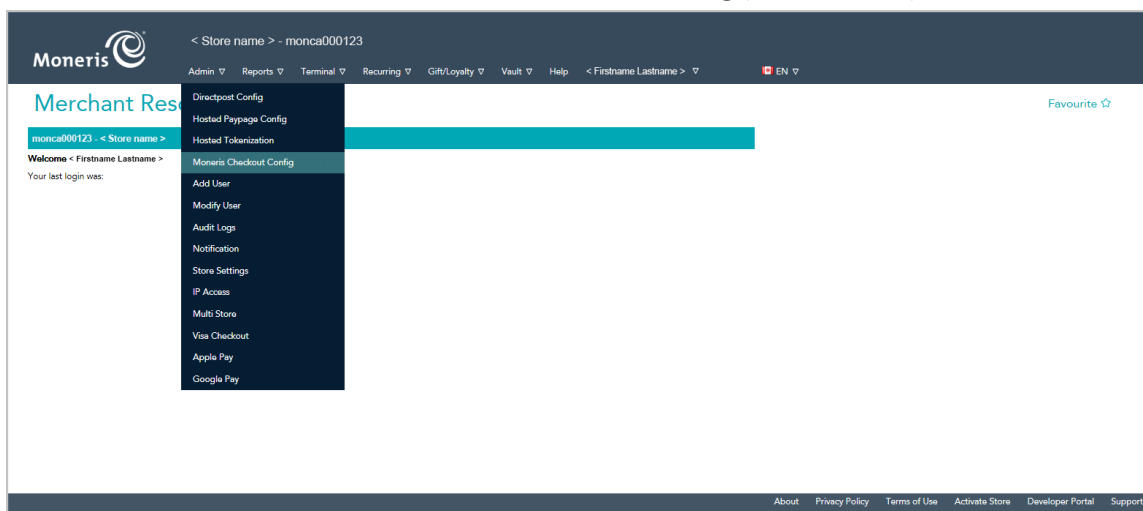 < Store name > - monca000123
Moneris
Admin Reports Terminal Recurring Gift/Loyalty Vault Help < Firstname Lastname > EN
Directpost Config
Merchant Res
Favourite
Hosted Paypage Config
monca000123 - < Store name >
Hosted Tokenization
Welcome < Firstname Lastname >
Moneris Checkout Config
Your last login was:
Add User
Modify User
Audit Logs
Notification
Store Settings
IP Access
Multi Store
Visa Checkout
Apple Pay
Google Pay
About Privacy Policy Terms of Use Activate Store Developer Portal Support